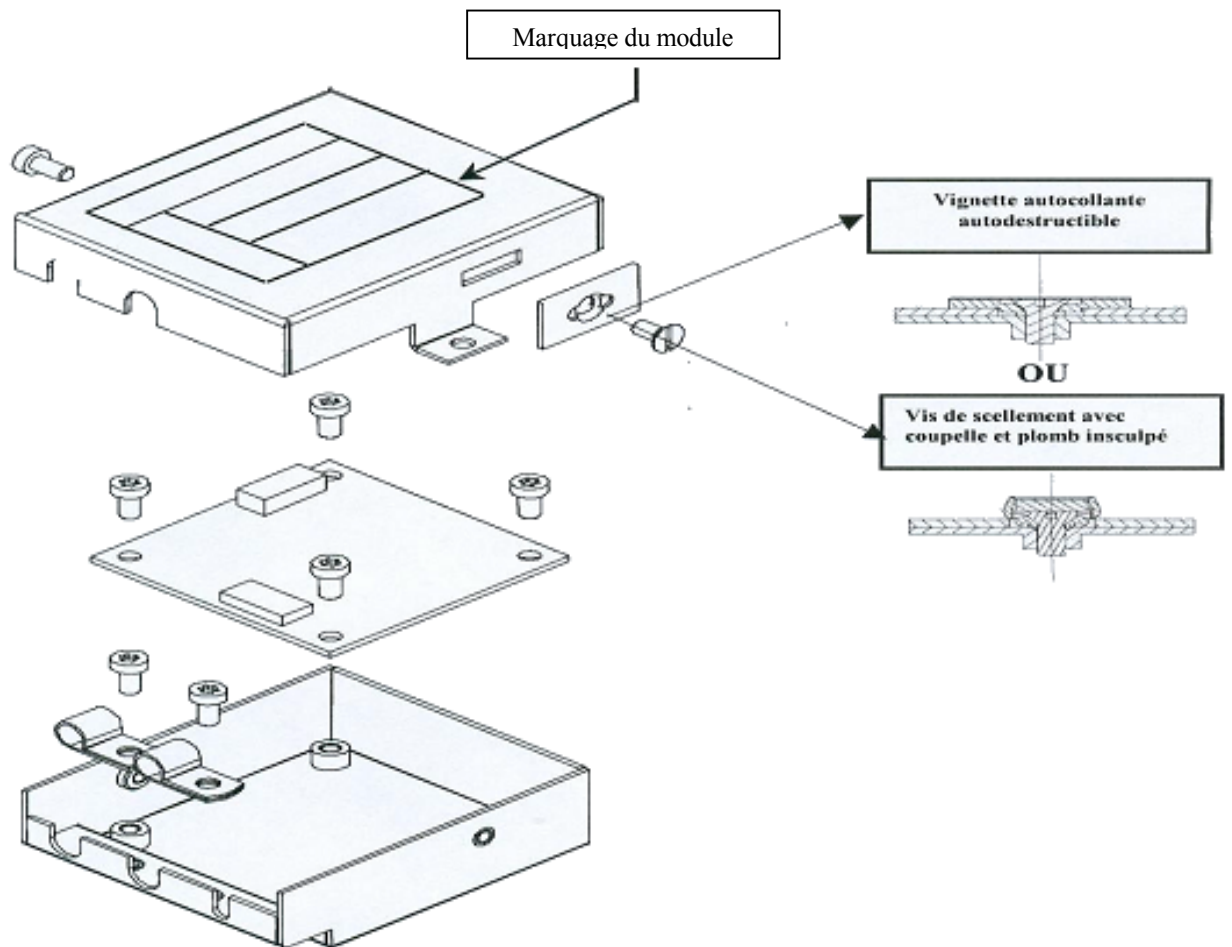 Marquage du module
Vignette autocollante
autodestructible
OU
Vis de scellement avec
coupelle et plomb insculpé